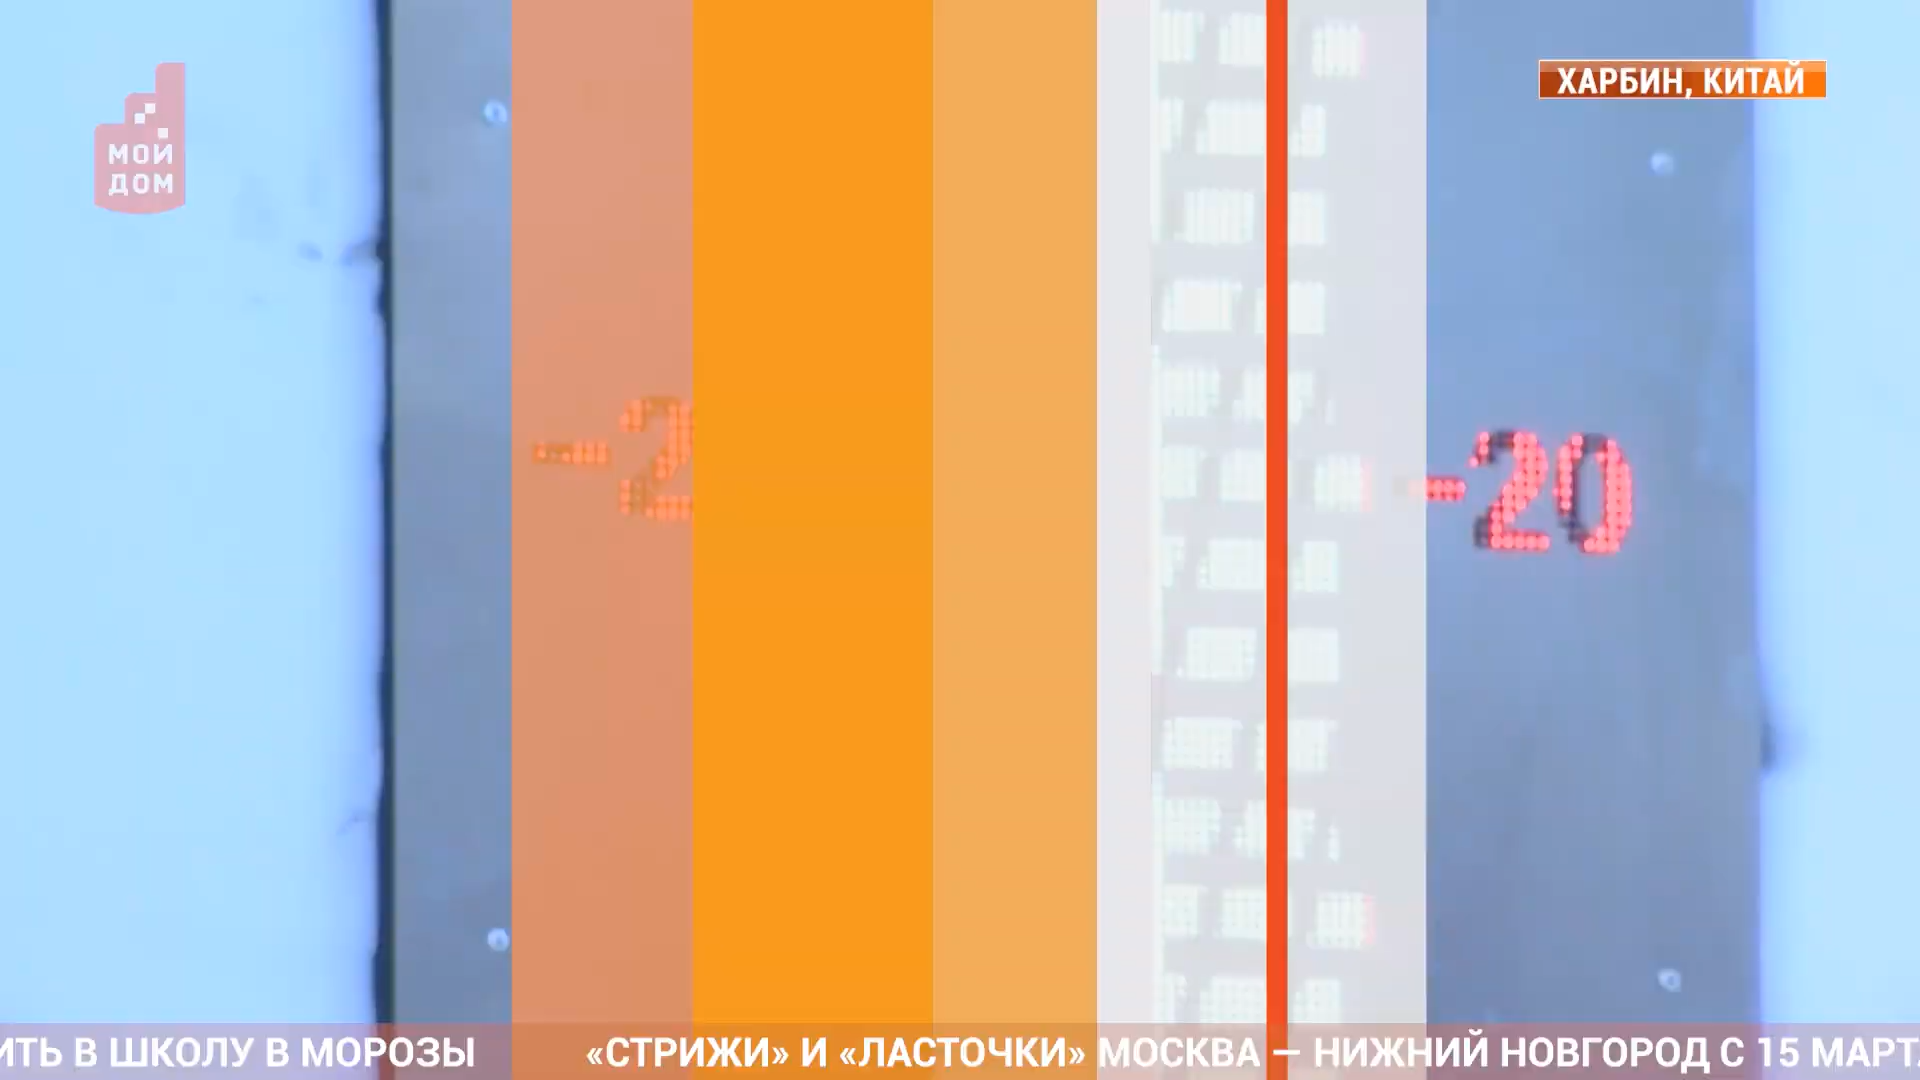 МОЙ
ДОМ
ХАРБИН, КИТАЙ
-2
-20
ИТЬ В ШКОЛУ В МОРОЗЫ «СТРИЖИ» И «ЛАСТОЧКИ» МОСКВА — НИЖНИЙ НОВГОРОД С 15 МАРТ